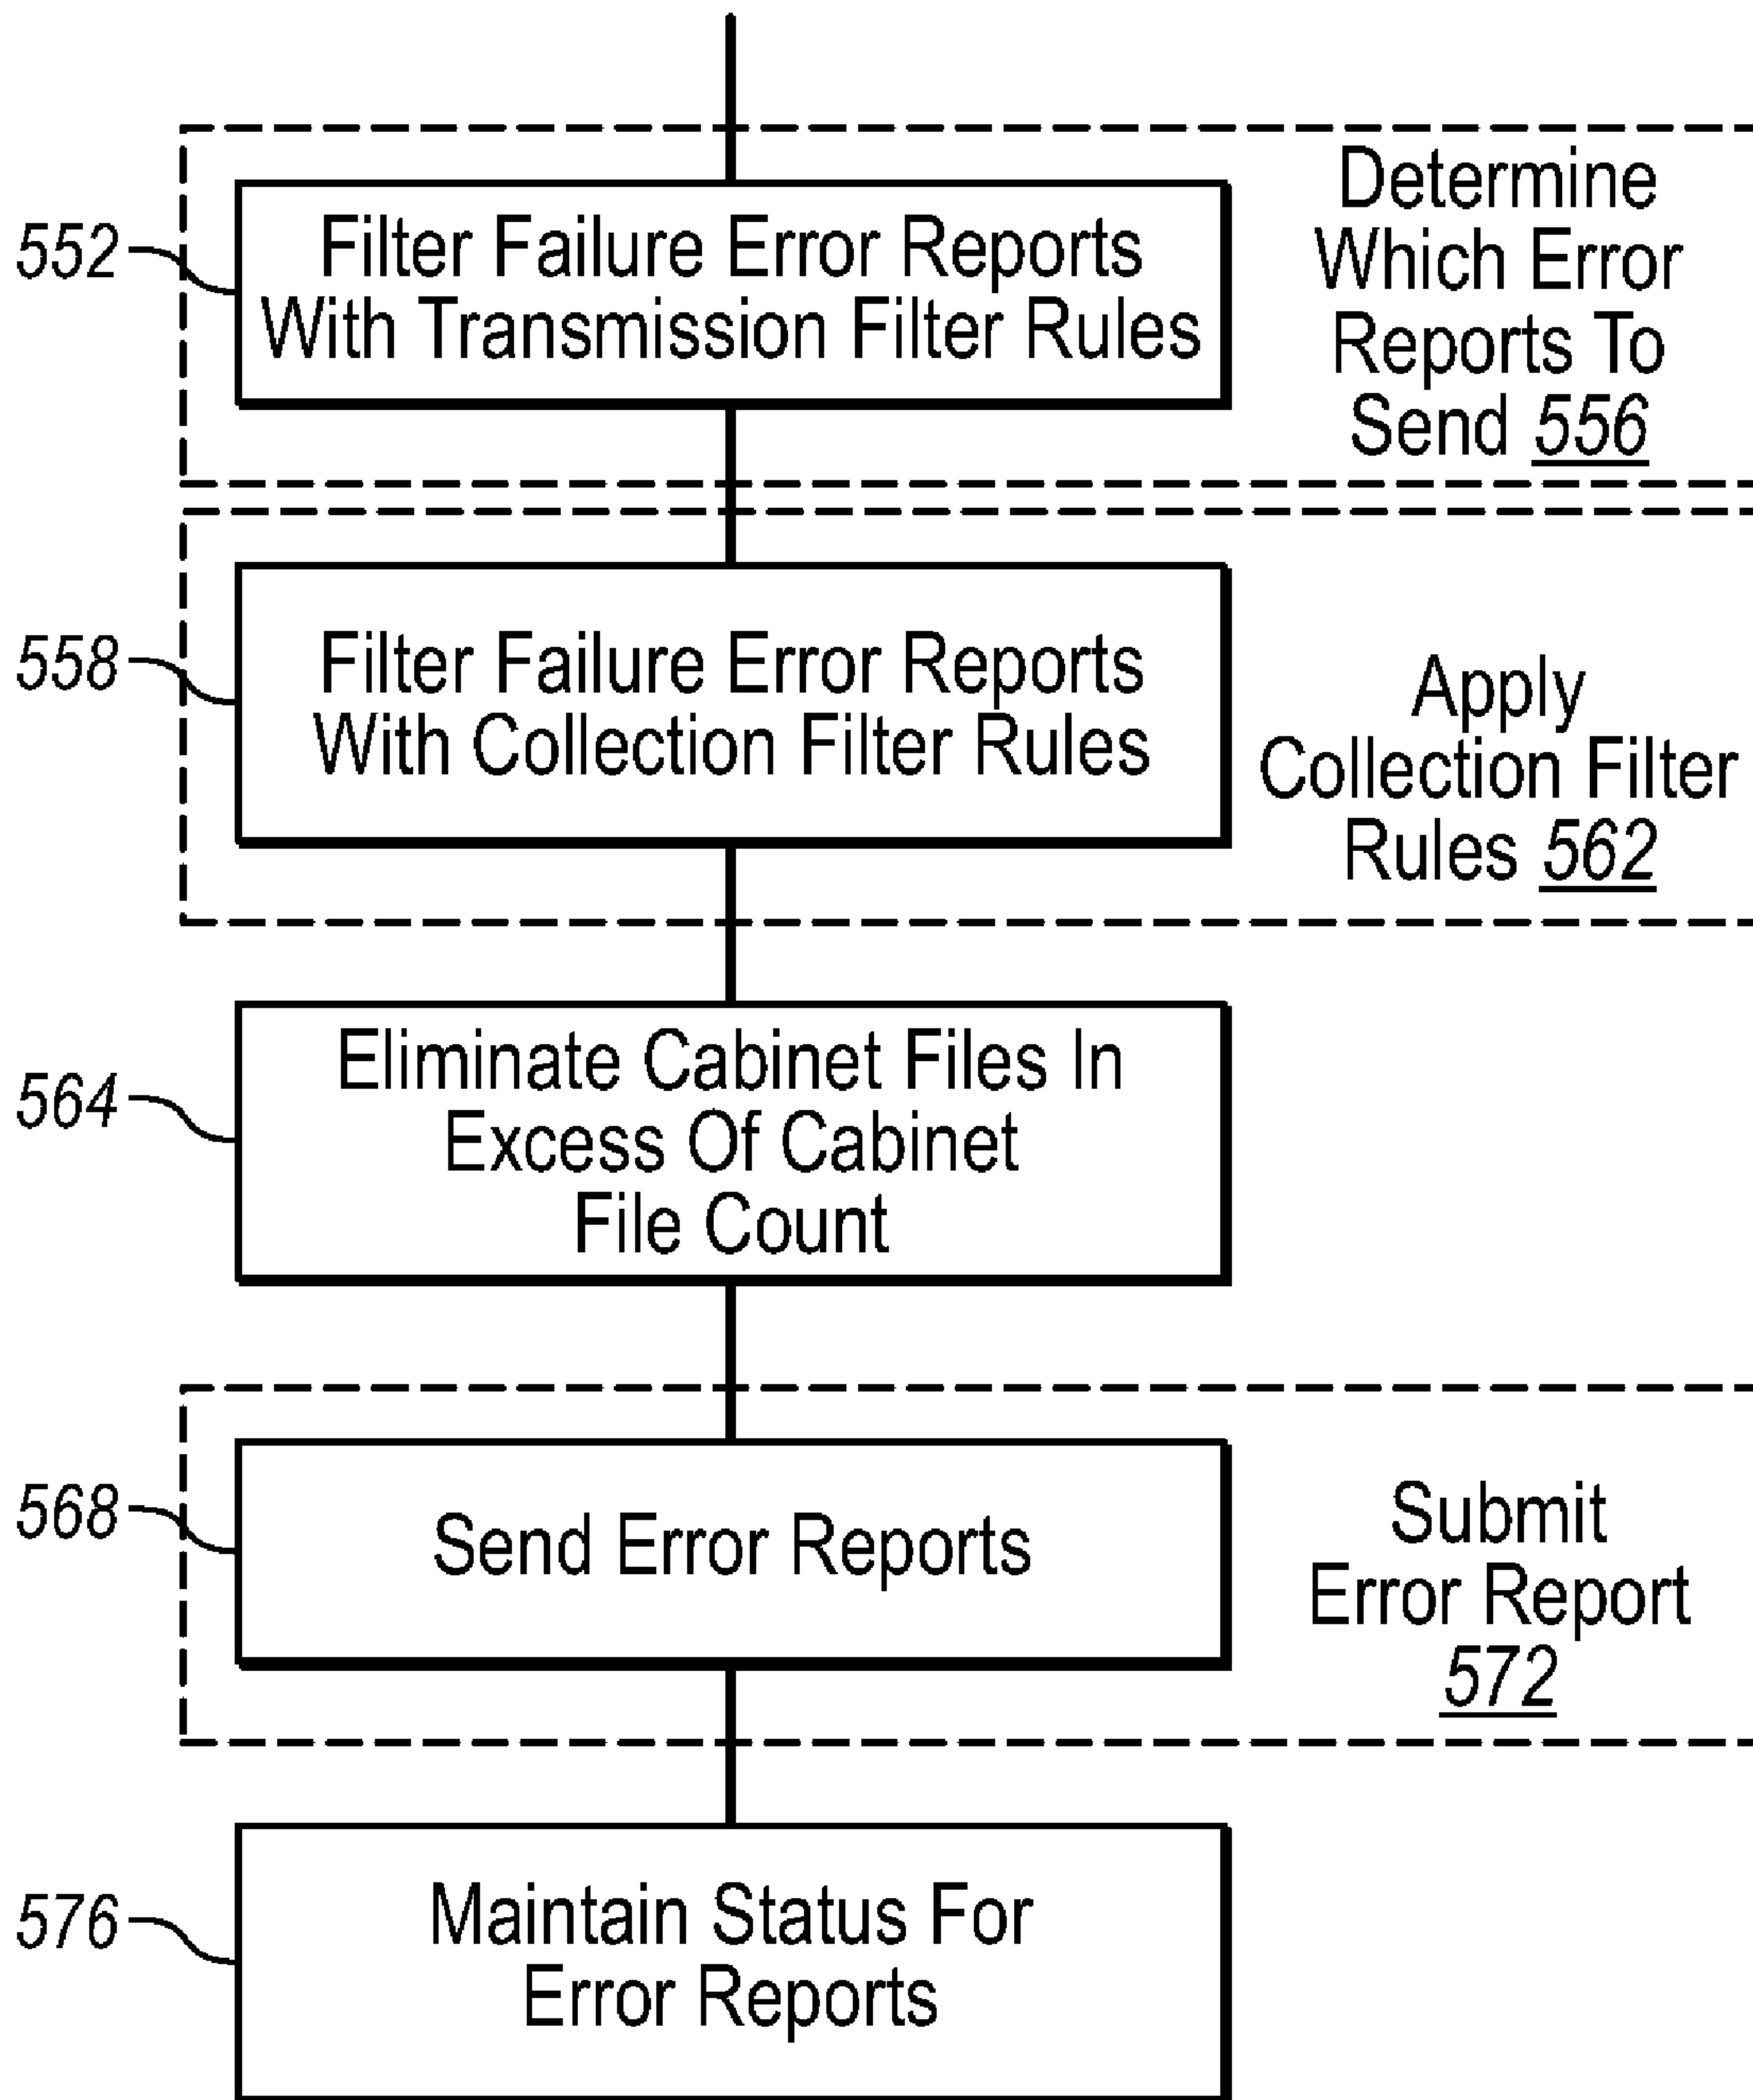 552
Filter Failure Error Reports
With Transmission Filter Rules
Determine
Which Error
Reports To
Send 556
558
Filter Failure Error Reports
With Collection Filter Rules
Apply
Collection Filter
Rules 562
564
Eliminate Cabinet Files In
Excess Of Cabinet
File Count
568
Send Error Reports
Submit
Error Report
572
576
Maintain Status For
Error Reports